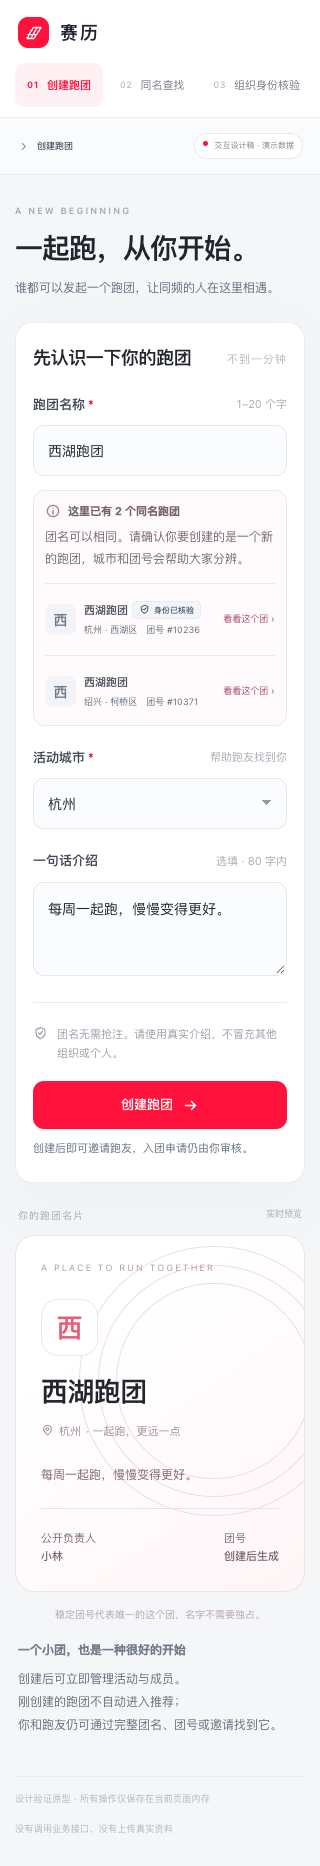 赛历
01 创建跑团 02 同名查找 03 组织身份核验
创建跑团 交互设计稿 · 演示数据
A NEW BEGINNING
一起跑，从你开始。
谁都可以发起一个跑团，让同频的人在这里相遇。
先认识一下你的跑团 不到一分钟
跑团名称 * 1–20 个字
西湖跑团
这里已有 2 个同名跑团
团名可以相同。请确认你要创建的是一个新
的跑团，城市和团号会帮助大家分辨。
西 西湖跑团 身份已核验 看看这个团 ›
杭州 · 西湖区 团号 #10236
西 西湖跑团 看看这个团 ›
绍兴 · 柯桥区 团号 #10371
活动城市 * 帮助跑友找到你
杭州
一句话介绍 选填 · 80 字内
每周一起跑，慢慢变得更好。
团名无需抢注。请使用真实介绍，不冒充其他
组织或个人。
创建跑团 →
创建后即可邀请跑友，入团申请仍由你审核。
你的跑团名片 实时预览
A PLACE TO RUN TOGETHER
西
西湖跑团
杭州 · 一起跑，更远一点
每周一起跑，慢慢变得更好。
公开负责人 团号
小林 创建后生成
稳定团号代表唯一的这个团，名字不需要独占。
一个小团，也是一种很好的开始
创建后可立即管理活动与成员。
刚创建的跑团不自动进入推荐；
你和跑友仍可通过完整团名、团号或邀请找到它。
设计验证原型 · 所有操作仅保存在当前页面内存
没有调用业务接口，没有上传真实资料